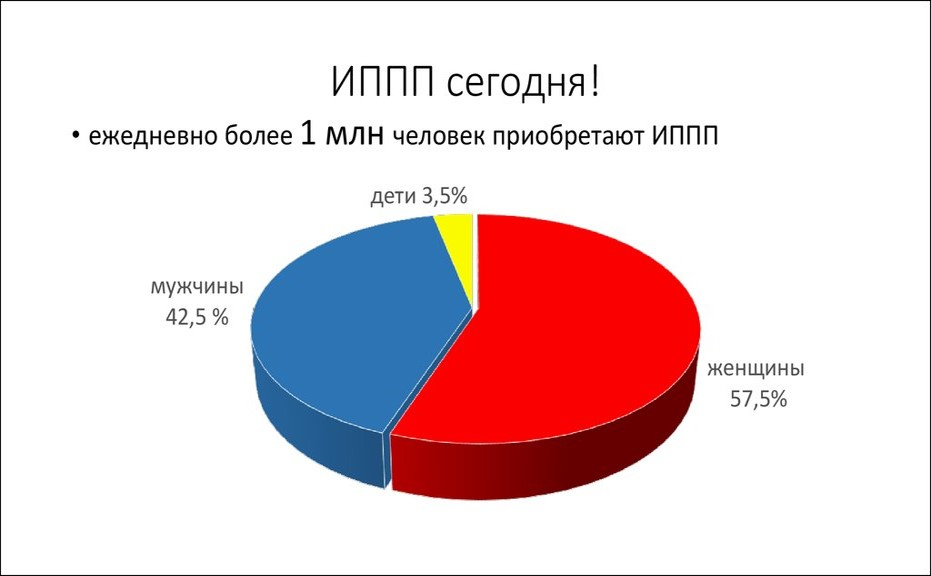 ИППП сегодня!
• ежедневно более 1 млн человек приобретают ИППП
дети 3,5%
мужчины
42,5 %
женщины
57,5%